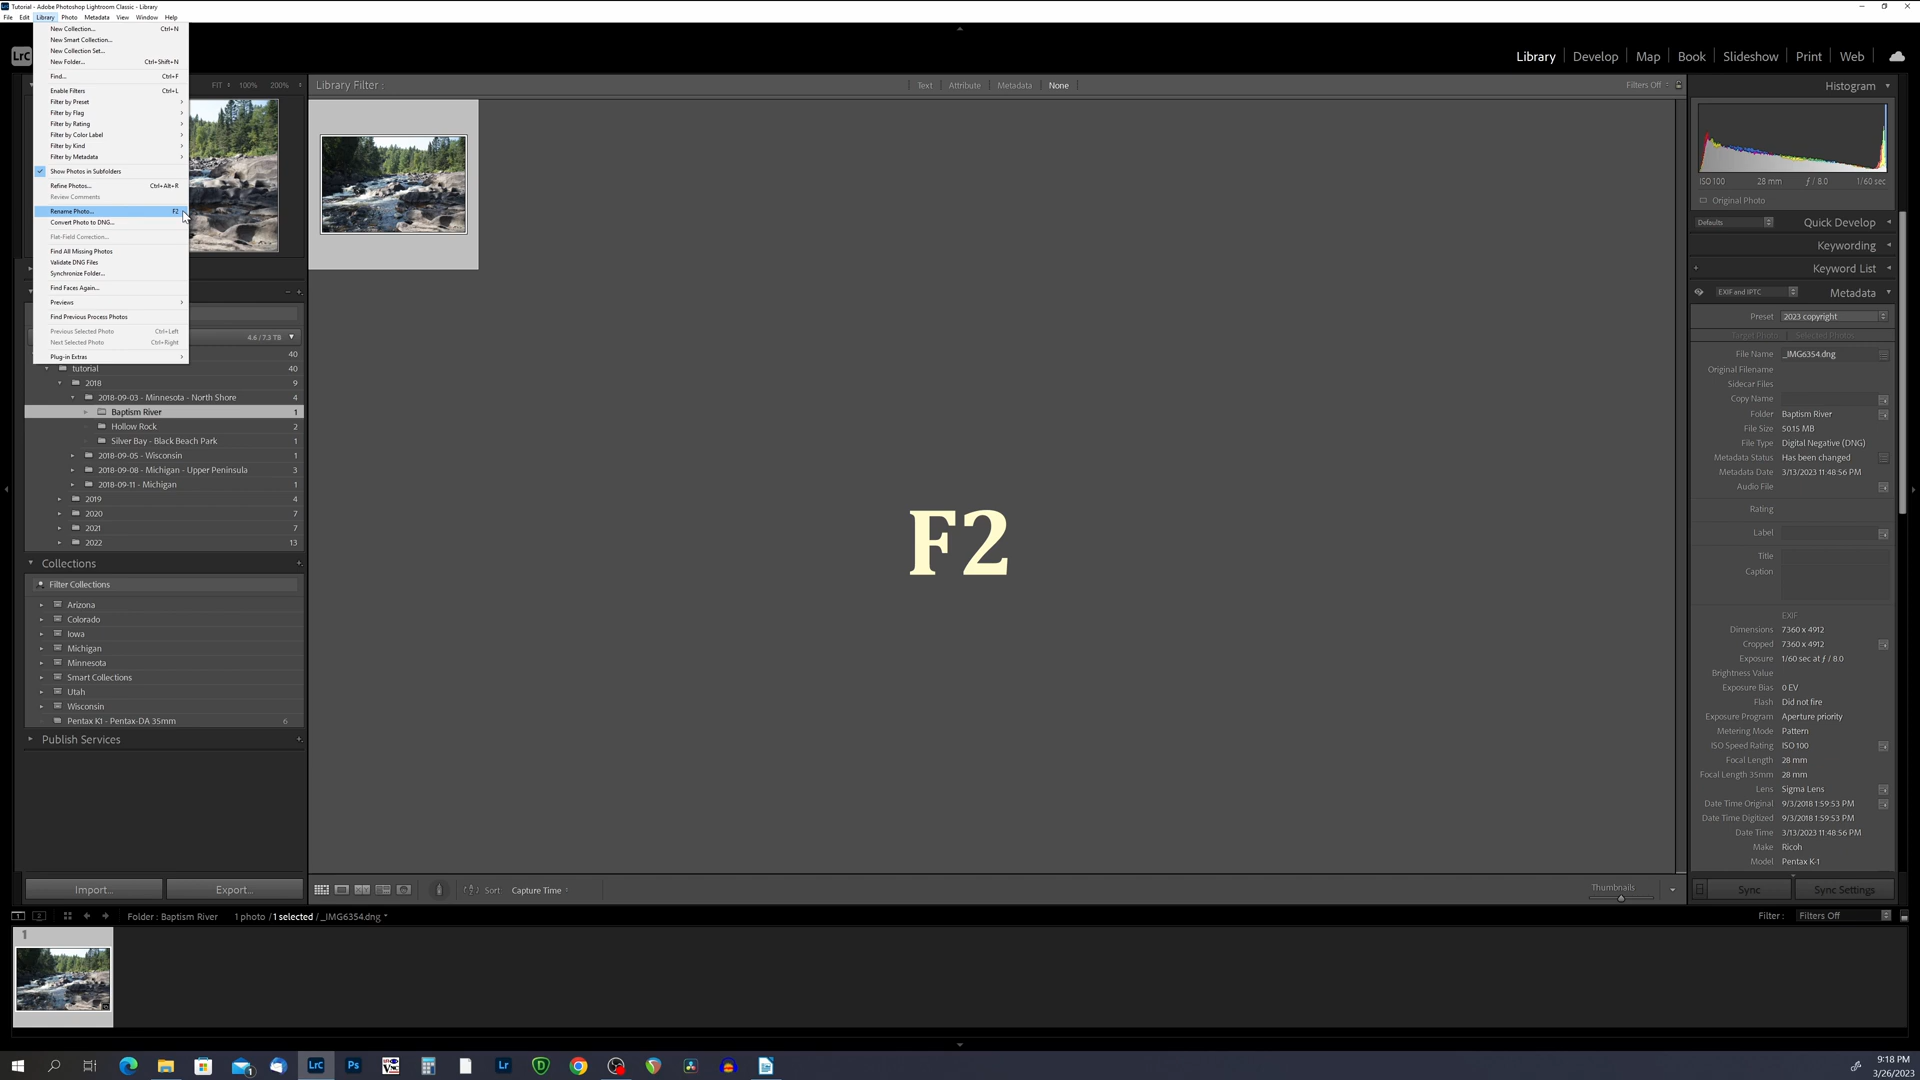 Tutorial - Adobe Photoshop Lightroom Classic - Library
File Edit Library Photo Metadata View Window Help
New Collection... Ctrl+N
New Smart Collection...
New Collection Set...
New Folder... Ctrl+Shift+N
Find... Ctrl+F
Enable Filters Ctrl+L
Filter by Preset
Filter by Flag
Filter by Rating
Filter by Color Label
Filter by Kind
Filter by Metadata
Show Photos in Subfolders
Refine Photos... Ctrl+Alt+R
Review Comments
Rename Photo... F2
Convert Photo to DNG...
Flat-Field Correction...
Find All Missing Photos
Validate DNG Files
Synchronize Folder...
Find Faces Again...
Previews
Find Previous Process Photos
Previous Selected Photo Ctrl+Left
Next Selected Photo Ctrl+Right
Plug-in Extras
LrC
FIT 100% 200%
4.6 / 7.3 TB
40
tutorial 40
2018 9
2018-09-03 - Minnesota - North Shore 4
Baptism River 1
Hollow Rock 2
Silver Bay - Black Beach Park 1
2018-09-05 - Wisconsin 1
2018-09-08 - Michigan - Upper Peninsula 3
2018-09-11 - Michigan 1
2019 4
2020 7
2021 7
2022 13
Collections
Filter Collections
Arizona
Colorado
Iowa
Michigan
Minnesota
Smart Collections
Utah
Wisconsin
Pentax K1 - Pentax-DA 35mm 6
Publish Services
Import... Export...
Library Filter : Text Attribute Metadata None Filters Off
F2
Sort: Capture Time Thumbnails
Library Develop Map Book Slideshow Print Web
Histogram
ISO 100 28 mm ƒ / 8.0 1/60 sec
Original Photo
Defaults Quick Develop
Keywording
Keyword List
EXIF and IPTC Metadata
Preset 2023 copyright
Target Photo Selected Photos
File Name _IMG6354.dng
Original Filename
Sidecar Files
Copy Name
Folder Baptism River
File Size 50.15 MB
File Type Digital Negative (DNG)
Metadata Status Has been changed
Metadata Date 3/13/2023 11:48:56 PM
Audio File
Rating
Label
Title
Caption
EXIF
Dimensions 7360 x 4912
Cropped 7360 x 4912
Exposure 1/60 sec at ƒ / 8.0
Brightness Value
Exposure Bias 0 EV
Flash Did not fire
Exposure Program Aperture priority
Metering Mode Pattern
ISO Speed Rating ISO 100
Focal Length 28 mm
Focal Length 35mm 28 mm
Lens Sigma Lens
Date Time Original 9/3/2018 1:59:53 PM
Date Time Digitized 9/3/2018 1:59:53 PM
Date Time 3/13/2023 11:48:56 PM
Make Ricoh
Model Pentax K-1
Sync Sync Settings
1 2 Folder : Baptism River 1 photo / 1 selected / _IMG6354.dng Filter : Filters Off
1
1 LrC Ps Lr
9:18 PM
3/26/2023